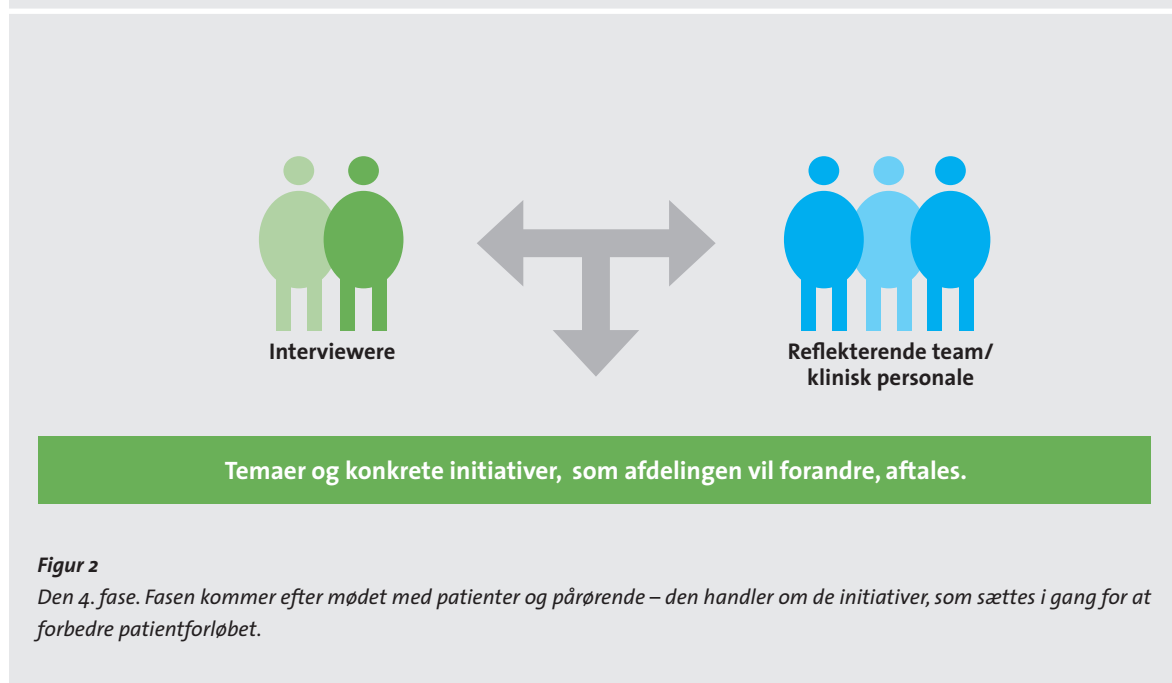 Interviewere
Reflekterende team/
klinisk personale
Temaer og konkrete initiativer, som afdelingen vil forandre, aftales.
Figur 2
Den 4. fase. Fasen kommer efter mødet med patienter og pårørende – den handler om de initiativer, som sættes i gang for at
forbedre patientforløbet.